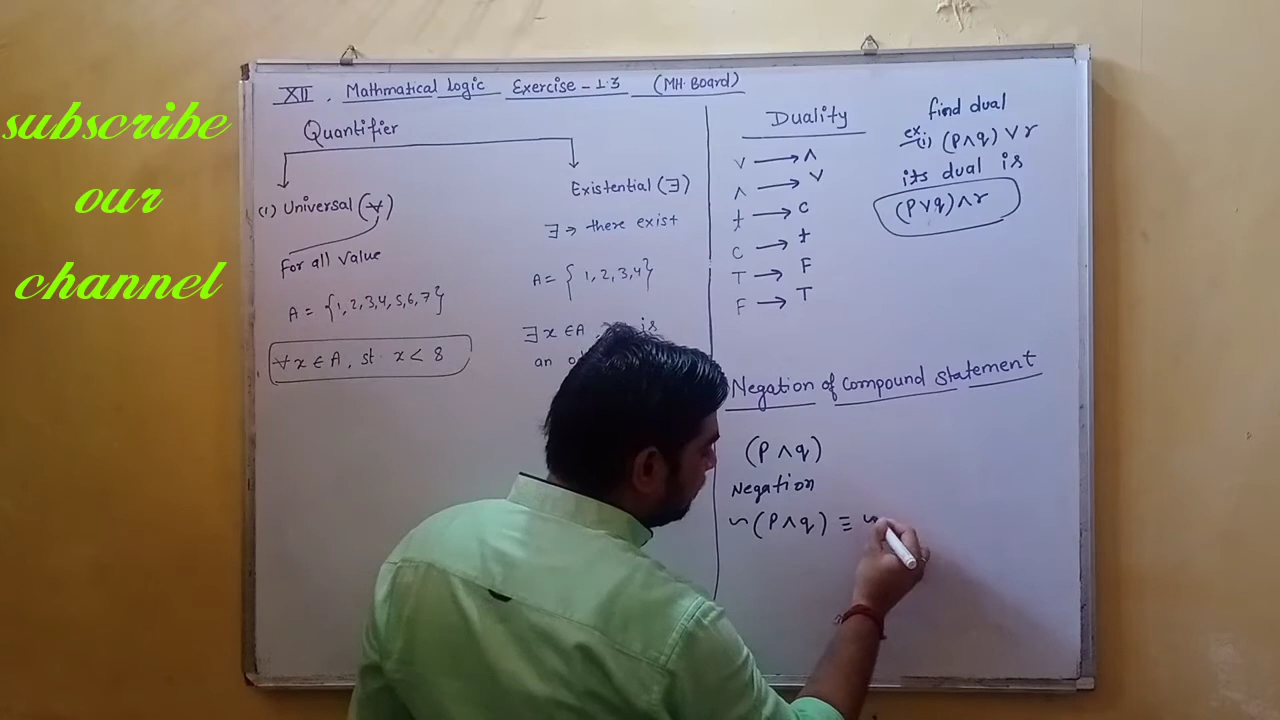 subscribe
our
channel
XII. Mathmatical logic Exercise - 1.3 (MH. Board)
Quantifier
(1) Universal (∀)
For all value
A = {1,2,3,4,5,6,7}
∀ x ∈ A, st x < 8
Existential (∃)
∃ → there exist
A = {1,2,3,4}
∃ x ∈ A, is
an
Duality
∨ → ∧
∧ → ∨
t → c
C → t
T → F
F → T
find dual
ex (i) (P∧q) ∨ r
its dual is
(P∨q) ∧ r
Negation of compound statement
(P ∧ q)
Negation
~(P∧q) ≡ ~